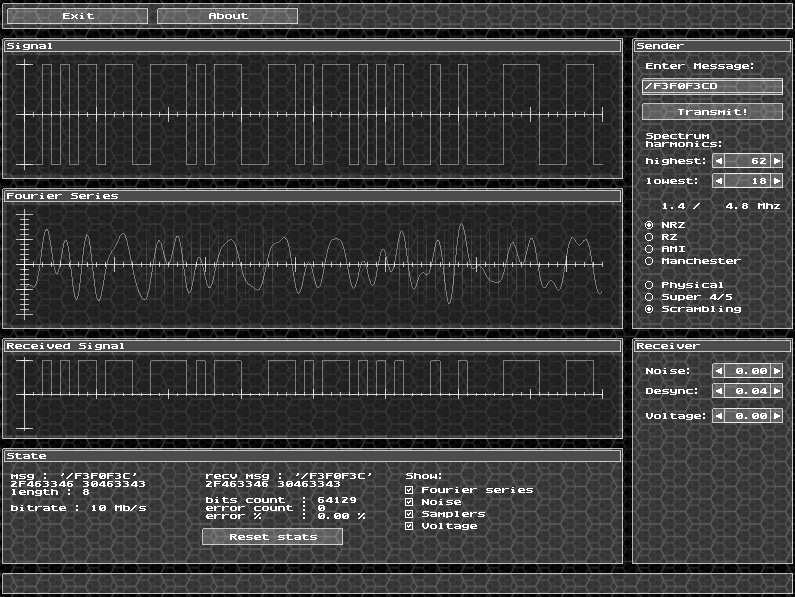 Exit
About
Signal
Fourier Series
Received Signal
State
msg : '/F3F0F3C'
2F463346 30463343
length : 8
bitrate : 10 Mb/s
recv msg : '/F3F0F3C'
2F463346 30463343
bits count : 64129
error count : 0
error % : 0.00 %
Reset stats
Show:
Fourier series
Noise
Samplers
Voltage
Sender
Enter Message:
/F3F0F3CD
Transmit!
Spectrum
harmonics:
highest: 62
lowest: 18
1.4 / 4.8 Mhz
NRZ
RZ
AMI
Manchester
Physical
Super 4/5
Scrambling
Receiver
Noise: 0.00
Desync: 0.04
Voltage: 0.00